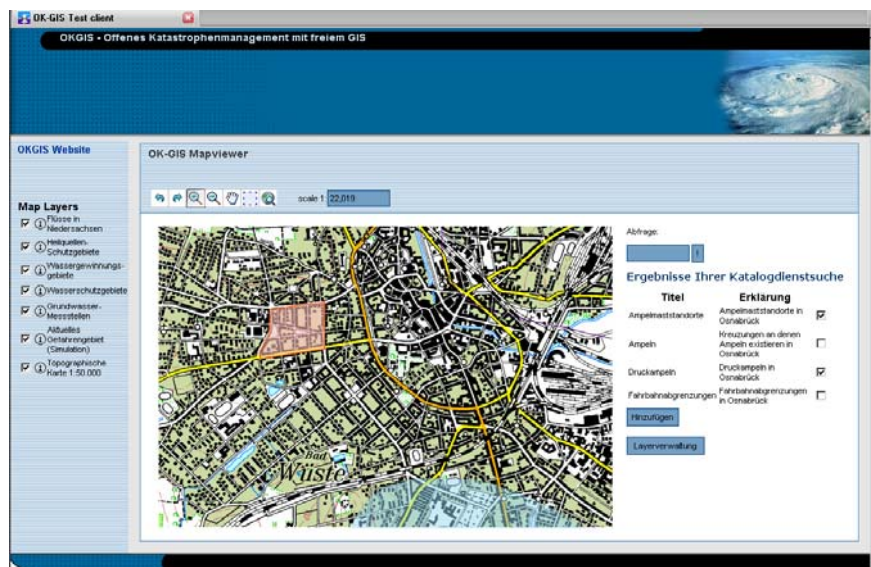 OK-GIS Test client
OKGIS - Offenes Katastrophenmanagement mit freiem GIS
OKGIS Website
OK-GIS Mapviewer
scale 1: 22,019
Map Layers
Flüsse in
Niedersachsen
Heilquellen-
Schutzgebiete
Wassergewinnungs-
gebiete
Wasserschutzgebiete
Grundwasser-
Messstellen
Aktuelles
Gefahrengebiet
(Simulation)
Topographische
Karte 1:50.000
Bad
Wüste
Abfrage:
Ergebnisse Ihrer Katalogdienstsuche
Titel Erklärung
Ampelmaststandorte Ampelmaststandorte in
Osnabrück
Ampeln Kreuzungen an denen
Ampeln existieren in
Osnabrück
Druckampeln Druckampeln in
Osnabrück
Fahrbahnabgrenzungen Fahrbahnabgrenzungen
in Osnabrück
Hinzufügen
Layerverwaltung